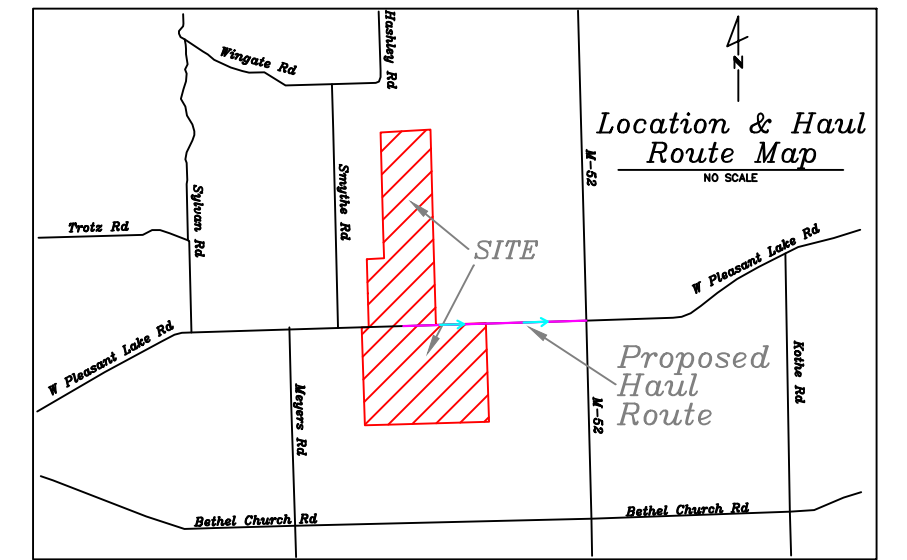 Hashley Rd
Wingate Rd
N
Location & Haul
Route Map
NO SCALE
M-52
Smythe Rd
Sylvan Rd
Trotz Rd
SITE
W Pleasant Lake Rd
W Pleasant Lake Rd
Proposed
Haul
Route
Kothe Rd
Meyers Rd
M-52
Bethel Church Rd
Bethel Church Rd